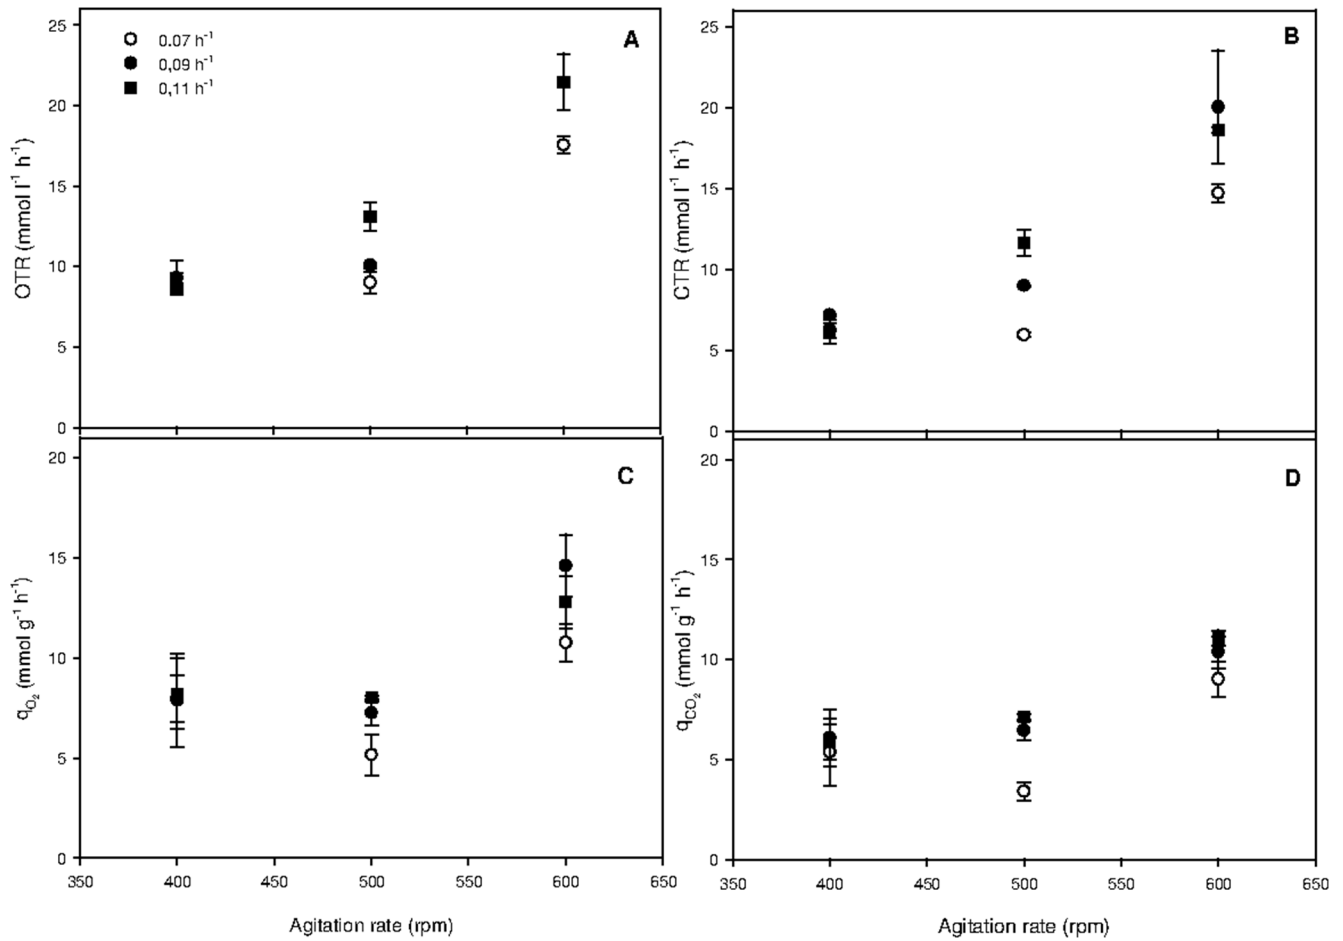 A
0.07 h⁻¹
0,09 h⁻¹
0,11 h⁻¹
OTR (mmol l⁻¹ h⁻¹)
25
20
15
10
5
0
B
CTR (mmol l⁻¹ h⁻¹)
25
20
15
10
5
0
C
qO₂ (mmol g⁻¹ h⁻¹)
20
15
10
5
0
350 400 450 500 550 600 650
Agitation rate (rpm)
D
qCO₂ (mmol g⁻¹ h⁻¹)
20
15
10
5
0
350 400 450 500 550 600 650
Agitation rate (rpm)